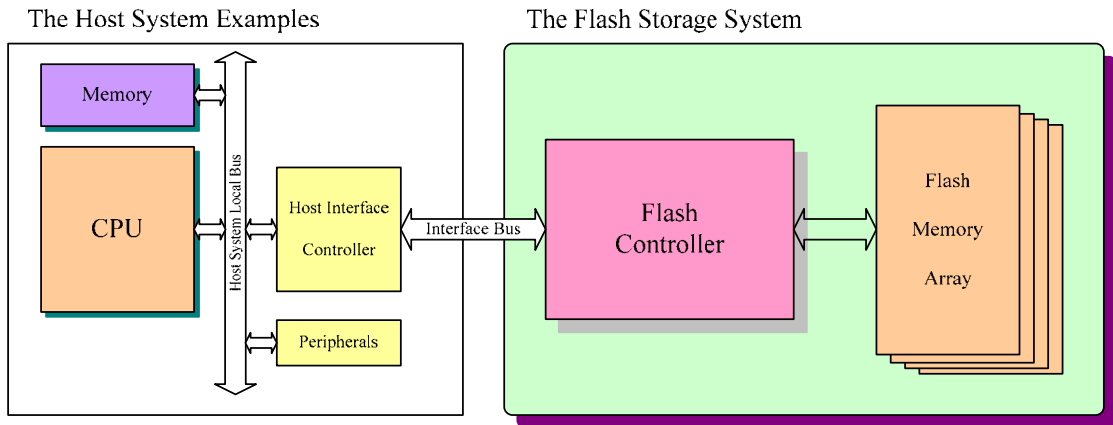 The Host System Examples
The Flash Storage System
Memory
CPU
Host System Local Bus
Host Interface
Controller
Peripherals
Interface Bus
Flash
Controller
Flash
Memory
Array